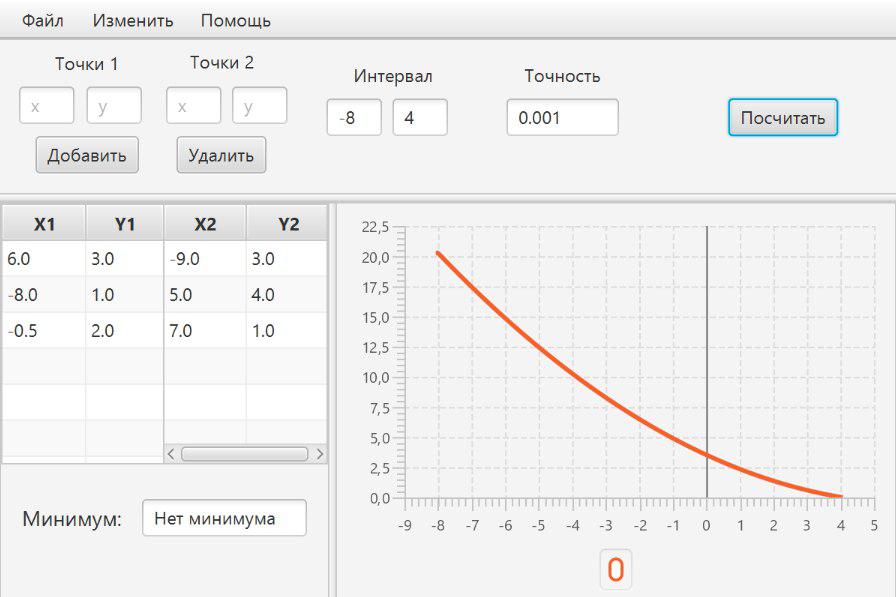 Файл Изменить Помощь
Точки 1 Точки 2 Интервал Точность
x y x y -8 4 0.001 Посчитать
Добавить Удалить
X1 Y1 X2 Y2
6.0 3.0 -9.0 3.0
-8.0 1.0 5.0 4.0
-0.5 2.0 7.0 1.0
Минимум: Нет минимума
22,5
20,0
17,5
15,0
12,5
10,0
7,5
5,0
2,5
0,0
-9 -8 -7 -6 -5 -4 -3 -2 -1 0 1 2 3 4 5
0